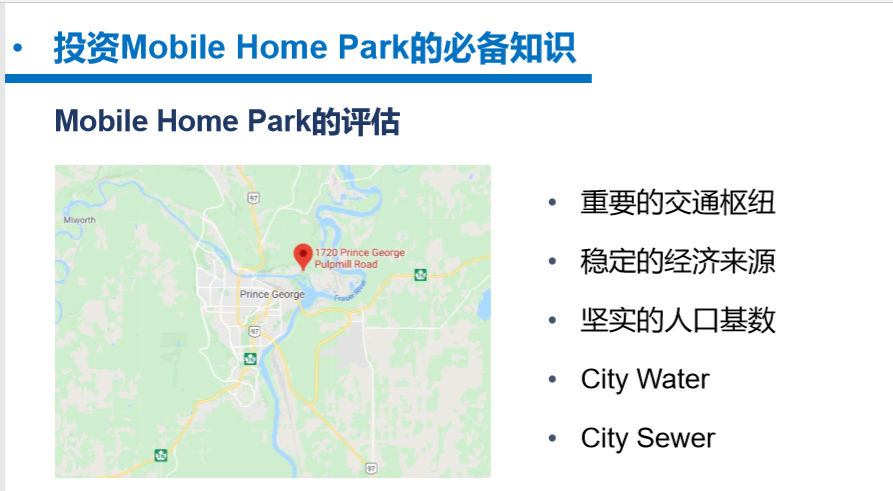 • 投资Mobile Home Park的必备知识
Mobile Home Park的评估
Miworth
97
1720 Prince George
Pulpmill Road
Prince George
Fraser River
97
97
• 重要的交通枢纽
• 稳定的经济来源
• 坚实的人口基数
• City Water
• City Sewer